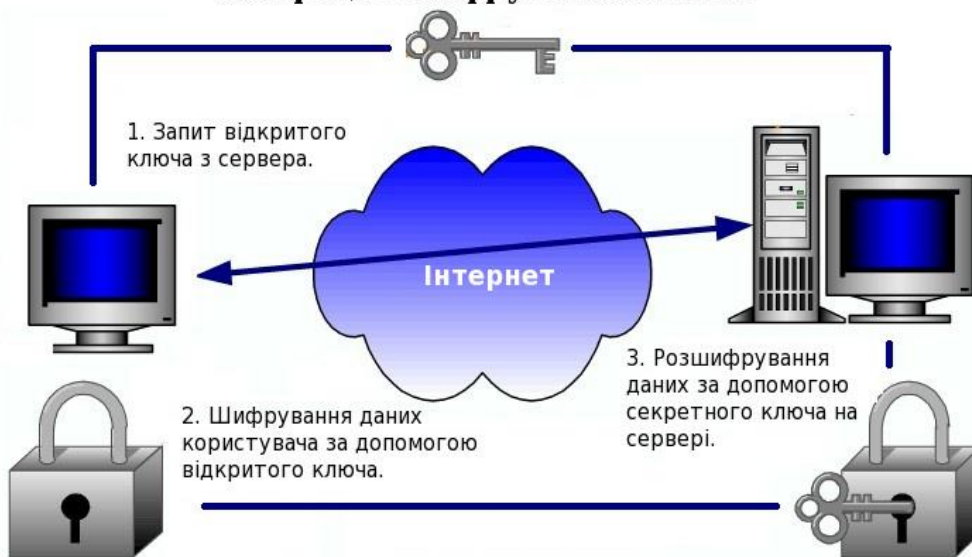 1. Запит відкритого
ключа з сервера.
Інтернет
2. Шифрування даних
користувача за допомогою
відкритого ключа.
3. Розшифрування
даних за допомогою
секретного ключа на
сервері.